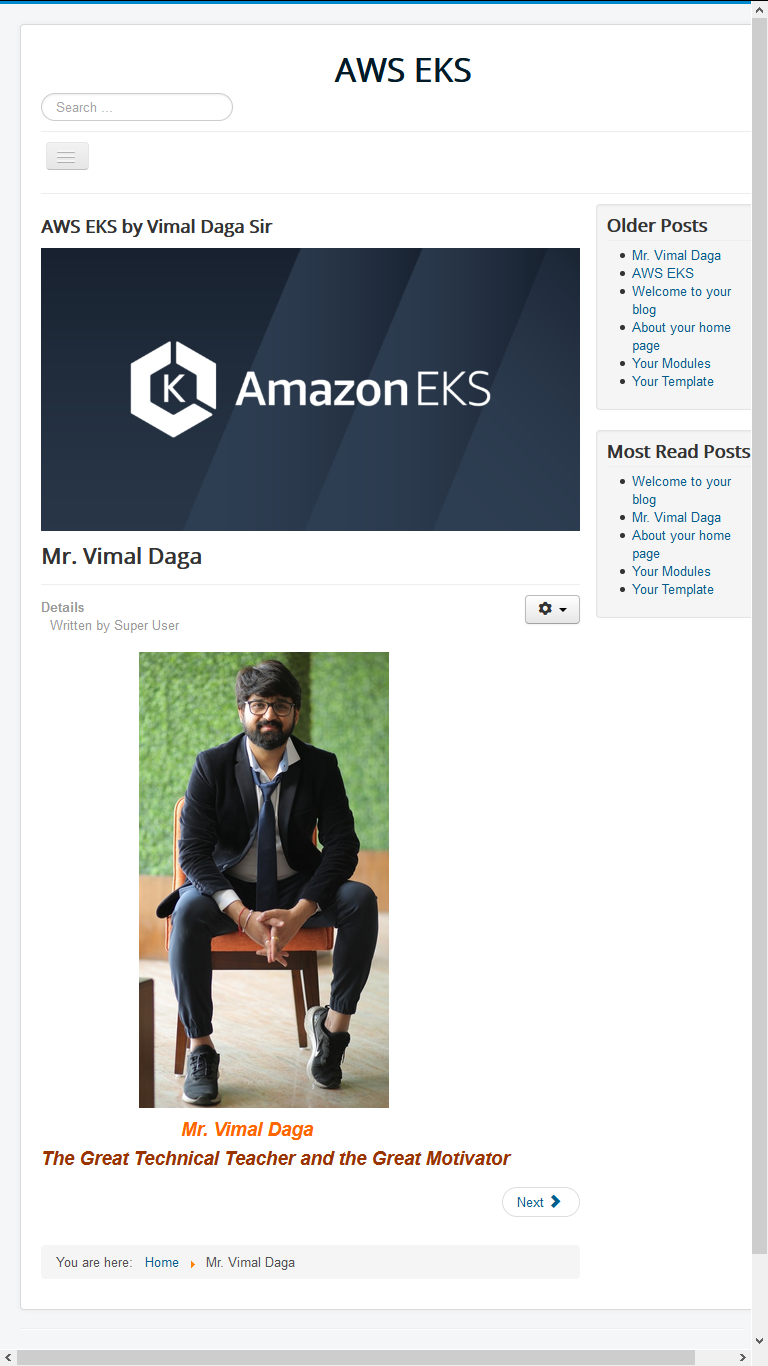 AWS EKS
Search ...
AWS EKS by Vimal Daga Sir
K
Amazon EKS
Mr. Vimal Daga
Details
Written by Super User
Mr. Vimal Daga
The Great Technical Teacher and the Great Motivator
Next
You are here: Home Mr. Vimal Daga
Older Posts
Mr. Vimal Daga
AWS EKS
Welcome to your
blog
About your home
page
Your Modules
Your Template
Most Read Posts
Welcome to your
blog
Mr. Vimal Daga
About your home
page
Your Modules
Your Template